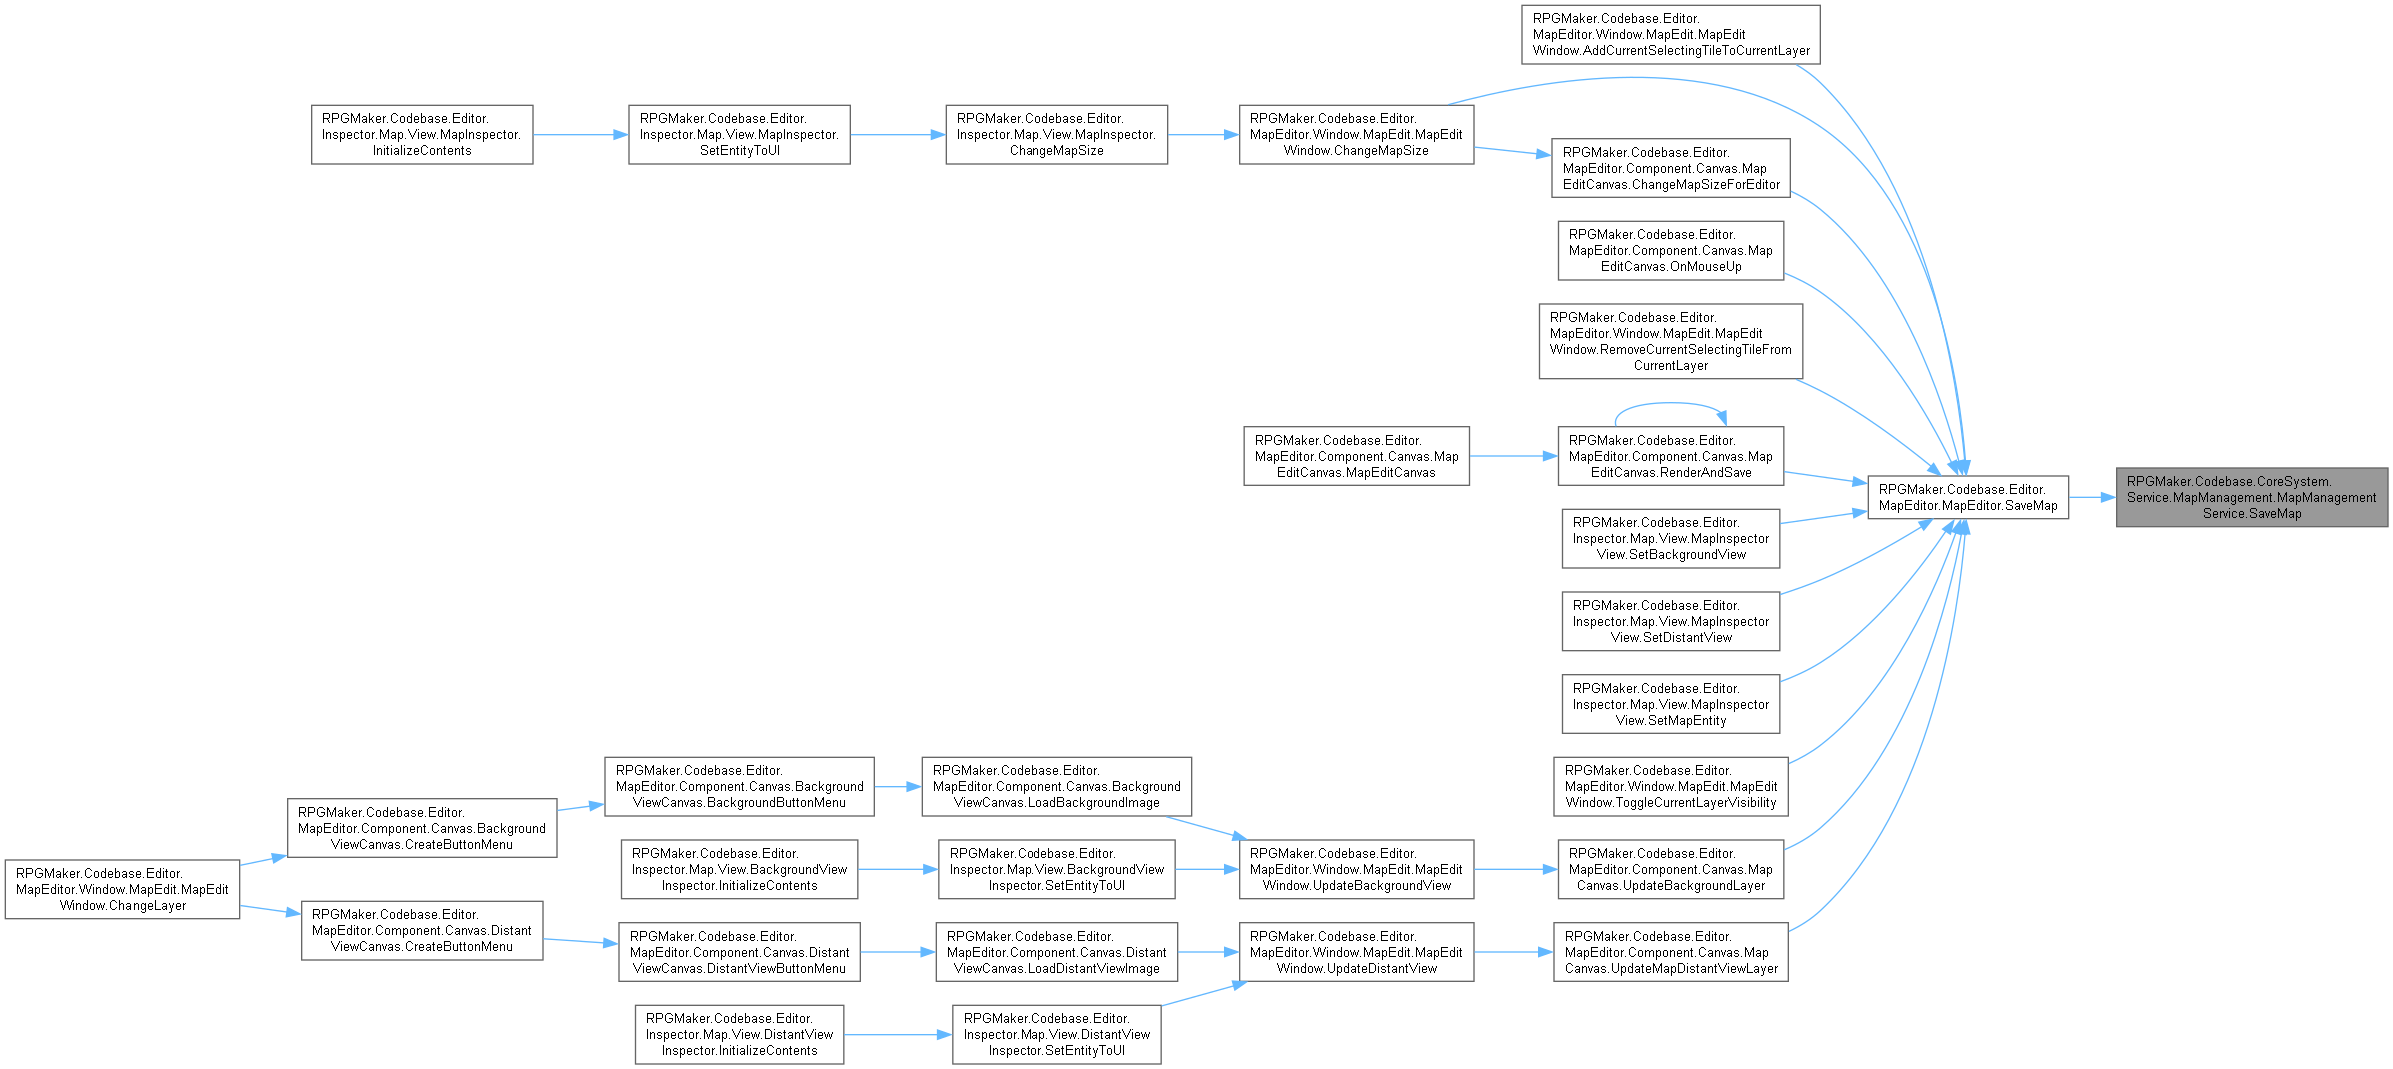 RPGMaker.Codebase.Editor.
MapEditor.Window.MapEdit.MapEdit
Window.AddCurrentSelectingTileToCurrentLayer
RPGMaker.Codebase.Editor.
Inspector.Map.View.MapInspector.
InitializeContents
RPGMaker.Codebase.Editor.
Inspector.Map.View.MapInspector.
SetEntityToUI
RPGMaker.Codebase.Editor.
Inspector.Map.View.MapInspector.
ChangeMapSize
RPGMaker.Codebase.Editor.
MapEditor.Window.MapEdit.MapEdit
Window.ChangeMapSize
RPGMaker.Codebase.Editor.
MapEditor.Component.Canvas.Map
EditCanvas.ChangeMapSizeForEditor
RPGMaker.Codebase.Editor.
MapEditor.Component.Canvas.Map
EditCanvas.OnMouseUp
RPGMaker.Codebase.Editor.
MapEditor.Window.MapEdit.MapEdit
Window.RemoveCurrentSelectingTileFrom
CurrentLayer
RPGMaker.Codebase.Editor.
MapEditor.Component.Canvas.Map
EditCanvas.MapEditCanvas
RPGMaker.Codebase.Editor.
MapEditor.Component.Canvas.Map
EditCanvas.RenderAndSave
RPGMaker.Codebase.Editor.
MapEditor.MapEditor.SaveMap
RPGMaker.Codebase.CoreSystem.
Service.MapManagement.MapManagement
Service.SaveMap
RPGMaker.Codebase.Editor.
Inspector.Map.View.MapInspector
View.SetBackgroundView
RPGMaker.Codebase.Editor.
Inspector.Map.View.MapInspector
View.SetDistantView
RPGMaker.Codebase.Editor.
Inspector.Map.View.MapInspector
View.SetMapEntity
RPGMaker.Codebase.Editor.
MapEditor.Window.MapEdit.MapEdit
Window.ToggleCurrentLayerVisibility
RPGMaker.Codebase.Editor.
MapEditor.Component.Canvas.Background
ViewCanvas.BackgroundButtonMenu
RPGMaker.Codebase.Editor.
MapEditor.Component.Canvas.Background
ViewCanvas.LoadBackgroundImage
RPGMaker.Codebase.Editor.
MapEditor.Component.Canvas.Background
ViewCanvas.CreateButtonMenu
RPGMaker.Codebase.Editor.
Inspector.Map.View.BackgroundView
Inspector.InitializeContents
RPGMaker.Codebase.Editor.
Inspector.Map.View.BackgroundView
Inspector.SetEntityToUI
RPGMaker.Codebase.Editor.
MapEditor.Window.MapEdit.MapEdit
Window.UpdateBackgroundView
RPGMaker.Codebase.Editor.
MapEditor.Component.Canvas.Map
Canvas.UpdateBackgroundLayer
RPGMaker.Codebase.Editor.
MapEditor.Window.MapEdit.MapEdit
Window.ChangeLayer
RPGMaker.Codebase.Editor.
MapEditor.Component.Canvas.Distant
ViewCanvas.CreateButtonMenu
RPGMaker.Codebase.Editor.
MapEditor.Component.Canvas.Distant
ViewCanvas.DistantViewButtonMenu
RPGMaker.Codebase.Editor.
MapEditor.Component.Canvas.Distant
ViewCanvas.LoadDistantViewImage
RPGMaker.Codebase.Editor.
MapEditor.Window.MapEdit.MapEdit
Window.UpdateDistantView
RPGMaker.Codebase.Editor.
MapEditor.Component.Canvas.Map
Canvas.UpdateMapDistantViewLayer
RPGMaker.Codebase.Editor.
Inspector.Map.View.DistantView
Inspector.InitializeContents
RPGMaker.Codebase.Editor.
Inspector.Map.View.DistantView
Inspector.SetEntityToUI